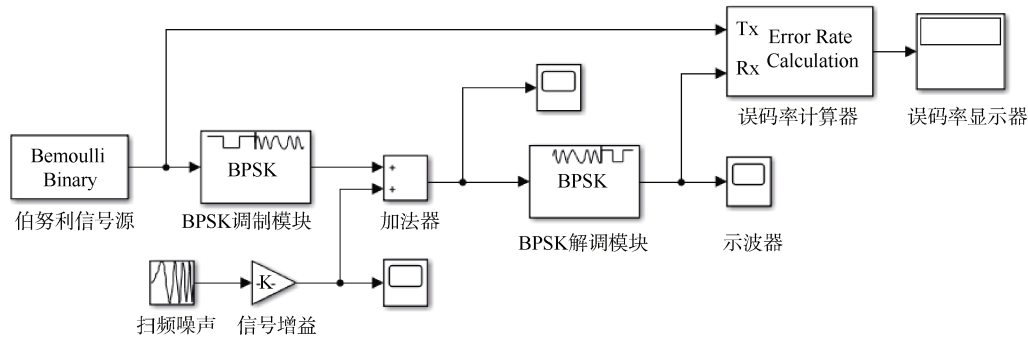 Tx
Error Rate
Calculation
Rx
误码率计算器
误码率显示器
Bemoulli
Binary
伯努利信号源
BPSK
BPSK调制模块
+
+
加法器
BPSK
BPSK解调模块
示波器
扫频噪声
-K-
信号增益